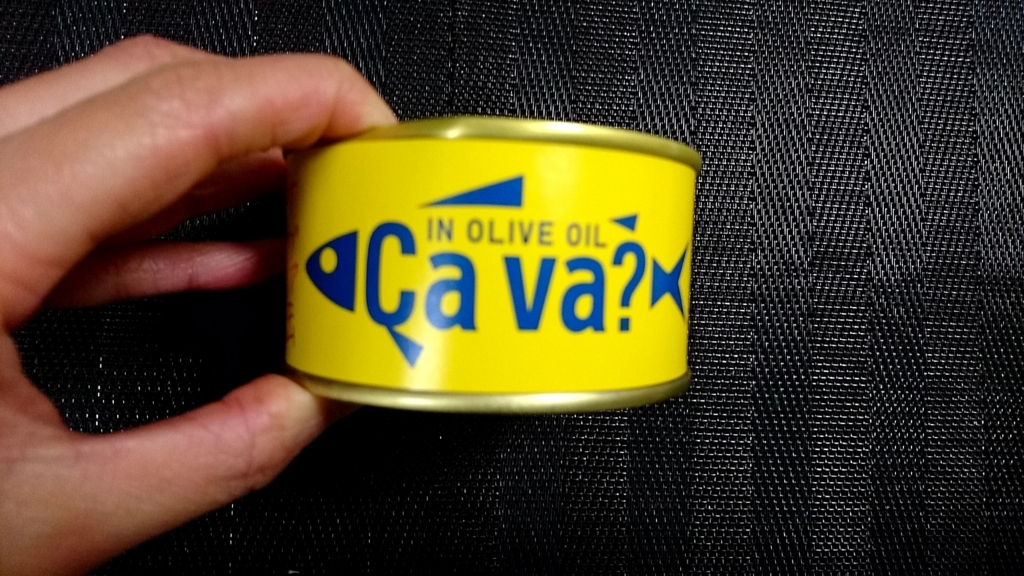 IN OLIVE OIL
Ça va?